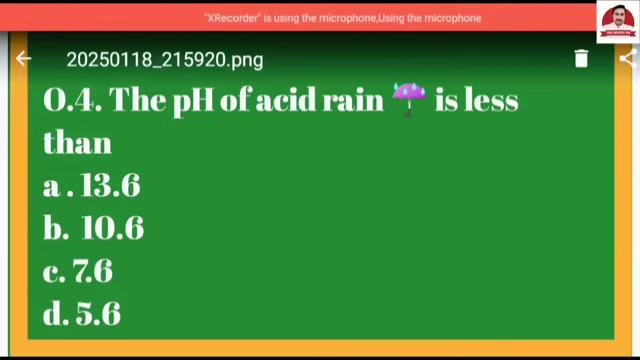 "XRecorder" is using the microphone,Using the microphone
20250118_215920.png
O.4. The pH of acid rain ☔ is less
than
a . 13.6
b. 10.6
c. 7.6
d. 5.6